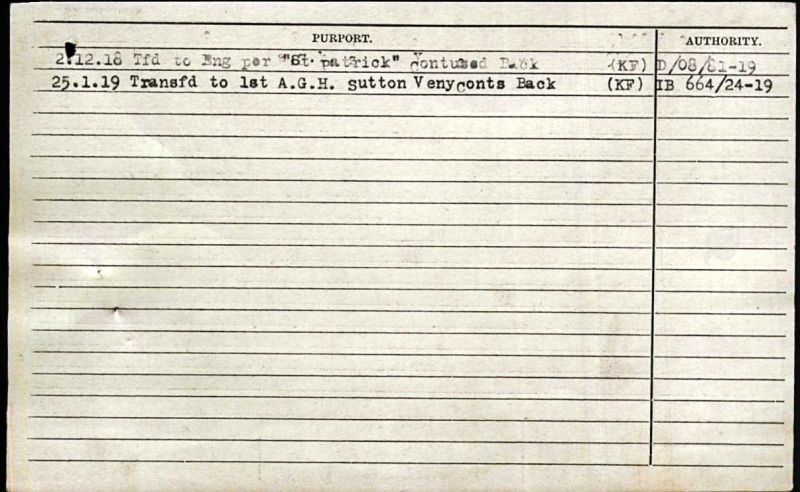 PURPORT. AUTHORITY.
2.12.18 Tfd to Eng per "St. patrick" Contused Back (KF) D/08/81-19
25.1.19 Transfd to 1st A.G.H. Sutton Veny Conts Back (KF) IB 664/24-19